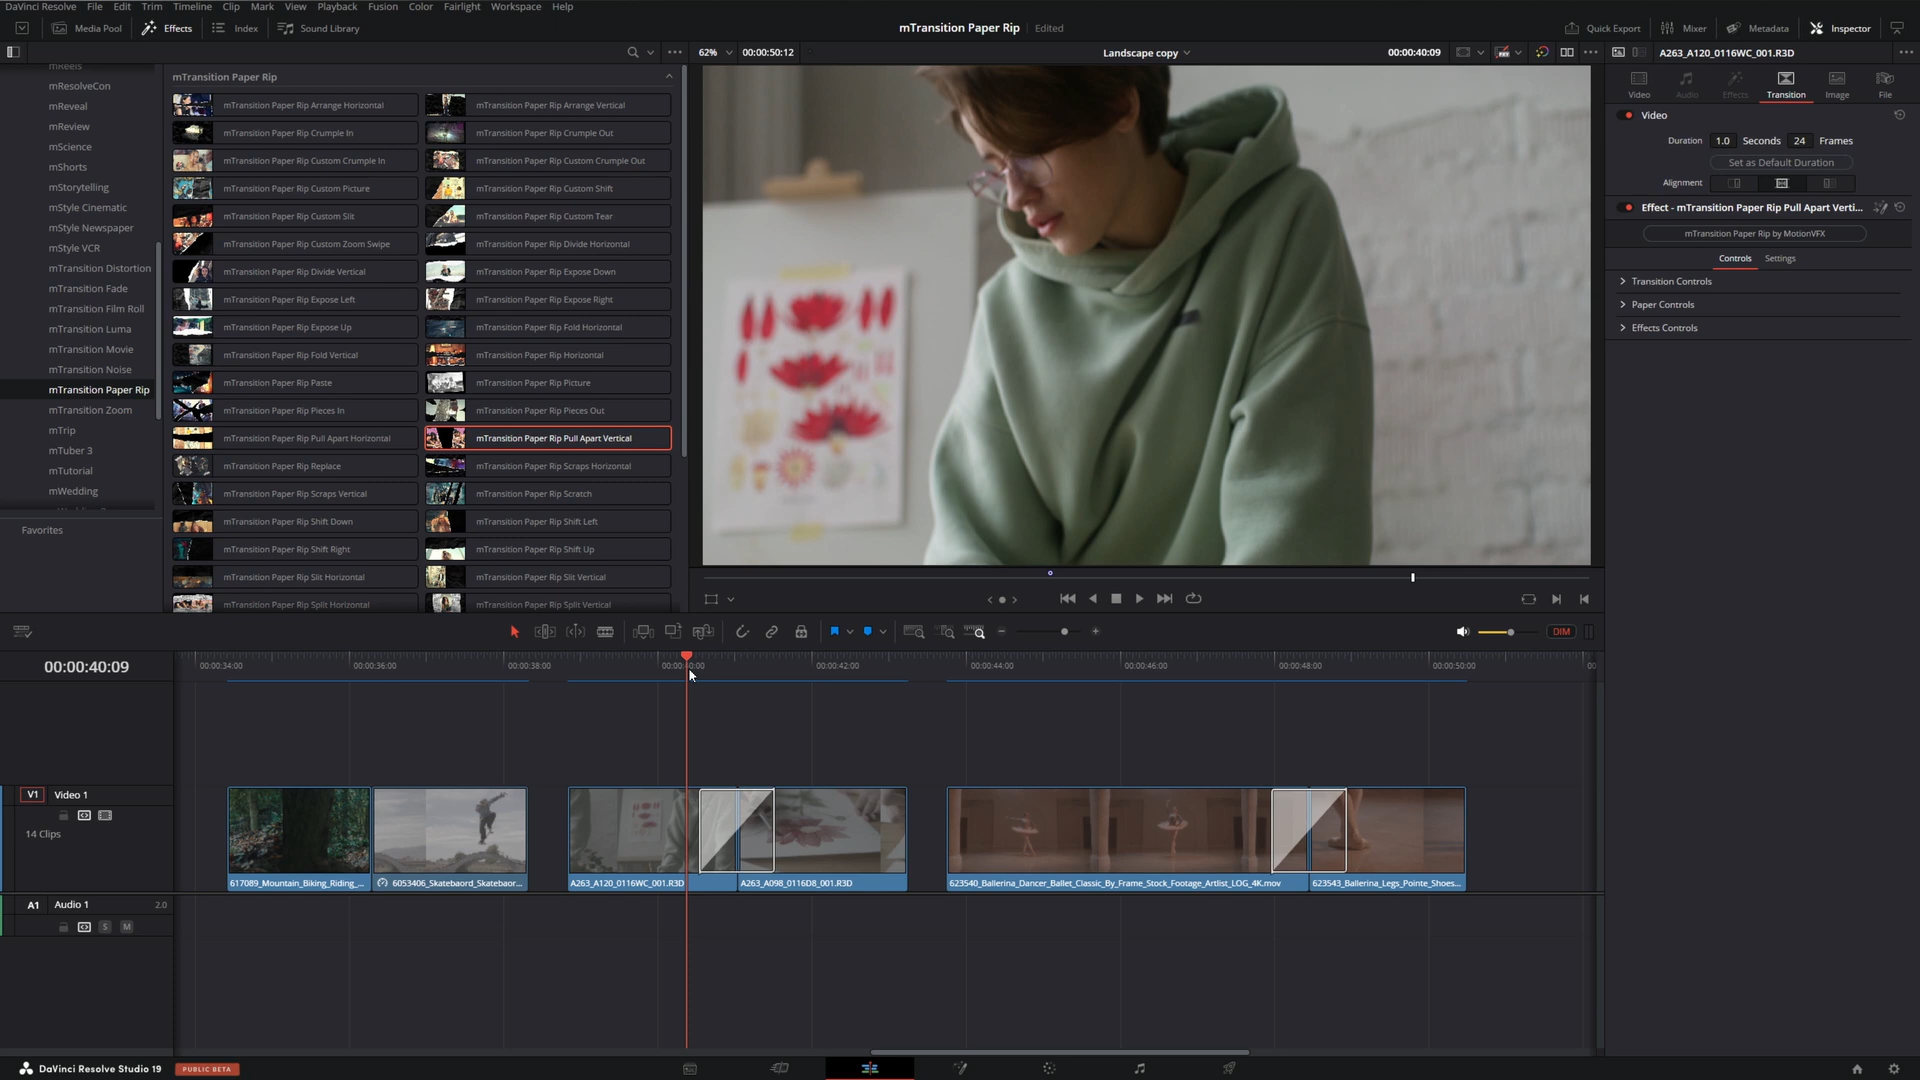 DaVinci Resolve File Edit Trim Timeline Clip Mark View Playback Fusion Color Fairlight Workspace Help
Media Pool Effects Index Sound Library
mTransition Paper Rip Edited
Quick Export Mixer Metadata Inspector
62% 00:00:50:12 Landscape copy 00:00:40:09
A263_A120_0116WC_001.R3D
mReels
mResolveCon
mReveal
mReview
mScience
mShorts
mStorytelling
mStyle Cinematic
mStyle Newspaper
mStyle VCR
mTransition Distortion
mTransition Fade
mTransition Film Roll
mTransition Luma
mTransition Movie
mTransition Noise
mTransition Paper Rip
mTransition Zoom
mTrip
mTuber 3
mTutorial
mWedding
Favorites
mTransition Paper Rip
mTransition Paper Rip Arrange Horizontal mTransition Paper Rip Arrange Vertical
mTransition Paper Rip Crumple In mTransition Paper Rip Crumple Out
mTransition Paper Rip Custom Crumple In mTransition Paper Rip Custom Crumple Out
mTransition Paper Rip Custom Picture mTransition Paper Rip Custom Shift
mTransition Paper Rip Custom Slit mTransition Paper Rip Custom Tear
mTransition Paper Rip Custom Zoom Swipe mTransition Paper Rip Divide Horizontal
mTransition Paper Rip Divide Vertical mTransition Paper Rip Expose Down
mTransition Paper Rip Expose Left mTransition Paper Rip Expose Right
mTransition Paper Rip Expose Up mTransition Paper Rip Fold Horizontal
mTransition Paper Rip Fold Vertical mTransition Paper Rip Horizontal
mTransition Paper Rip Paste mTransition Paper Rip Picture
mTransition Paper Rip Pieces In mTransition Paper Rip Pieces Out
mTransition Paper Rip Pull Apart Horizontal mTransition Paper Rip Pull Apart Vertical
mTransition Paper Rip Replace mTransition Paper Rip Scraps Horizontal
mTransition Paper Rip Scraps Vertical mTransition Paper Rip Scratch
mTransition Paper Rip Shift Down mTransition Paper Rip Shift Left
mTransition Paper Rip Shift Right mTransition Paper Rip Shift Up
mTransition Paper Rip Slit Horizontal mTransition Paper Rip Slit Vertical
mTransition Paper Rip Split Horizontal mTransition Paper Rip Split Vertical
Video Audio Effects Transition Image File
Video
Duration 1.0 Seconds 24 Frames
Set as Default Duration
Alignment
Effect - mTransition Paper Rip Pull Apart Verti...
mTransition Paper Rip by MotionVFX
Controls Settings
Transition Controls
Paper Controls
Effects Controls
DIM
00:00:40:09
00:00:34:00 00:00:36:00 00:00:38:00 00:00:40:00 00:00:42:00 00:00:44:00 00:00:46:00 00:00:48:00 00:00:50:00 00
V1 Video 1
14 Clips
617089_Mountain_Biking_Riding_... 6053406_Skatebaord_Skatebaor... A263_A120_0116WC_001.R3D A263_A098_0116D8_001.R3D 623540_Ballerina_Dancer_Ballet_Classic_By_Frame_Stock_Footage_Artlist_LOG_4K.mov 623543_Ballerina_Legs_Pointe_Shoes...
A1 Audio 1 2.0
S M
DaVinci Resolve Studio 19 PUBLIC BETA